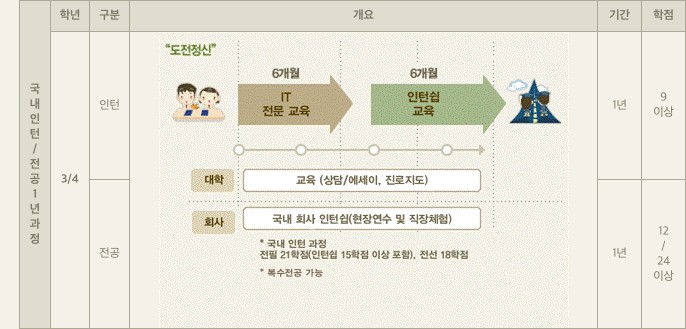 학년 구분 개요 기간 학점
국내인턴/전공1년과정
3/4
인턴
"도전정신"
6개월 6개월
IT
전문 교육
인턴쉽
교육
1년
9
이상
대학 교육 (상담/에세이, 진로지도)
회사 국내 회사 인턴쉽(현장연수 및 직장체험)
* 국내 인턴 과정
전필 21학점(인턴쉽 15학점 이상 포함), 전선 18학점
* 복수전공 가능
전공
1년
12
/
24
이상